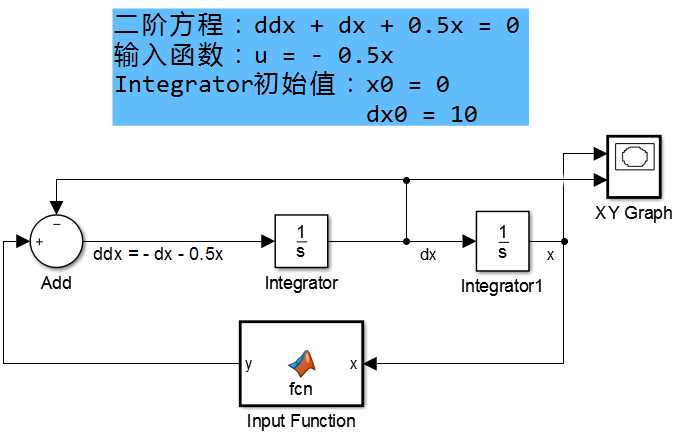 二阶方程：ddx + dx + 0.5x = 0
输入函数：u = - 0.5x
Integrator初始值：x0 = 0
dx0 = 10
XY Graph
−
+
Add
ddx = - dx - 0.5x
1
s
Integrator
dx
1
s
Integrator1
x
y
fcn
x
Input Function